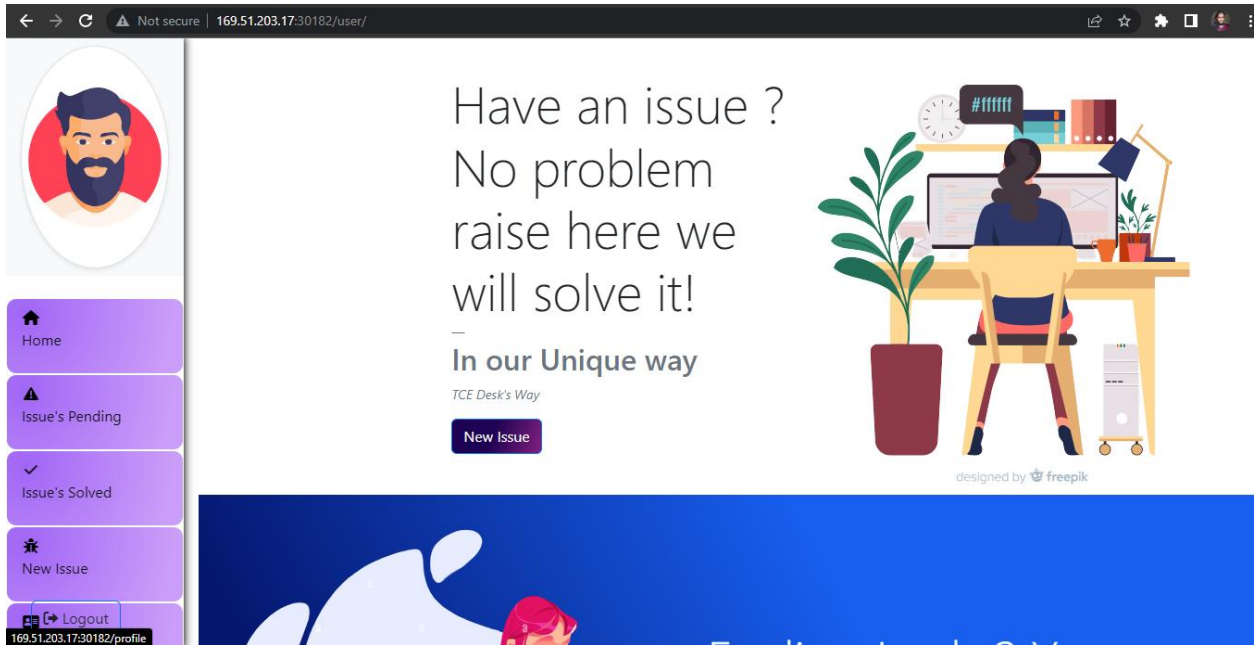 Not secure | 169.51.203.17:30182/user/
Have an issue ?
No problem
raise here we
will solve it!
In our Unique way
TCE Desk's Way
New Issue
#ffffff
designed by freepik
Home
Issue's Pending
Issue's Solved
New Issue
Logout
169.51.203.17:30182/profile